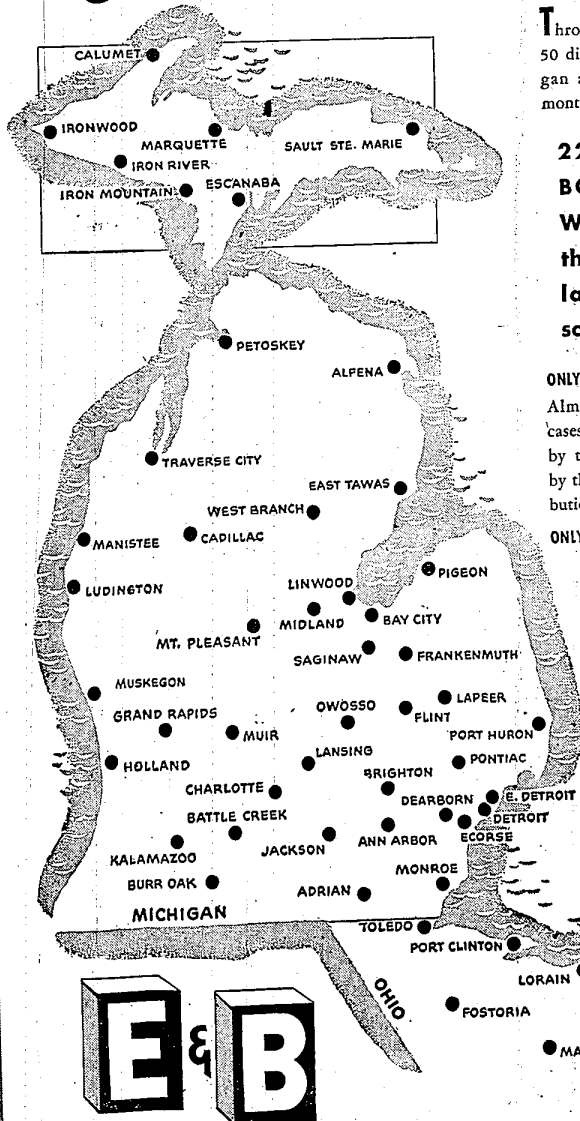 CALUMET
IRONWOOD
MARQUETTE
SAULT STE. MARIE
IRON RIVER
IRON MOUNTAIN
ESCANABA
PETOSKEY
ALPENA
TRAVERSE CITY
EAST TAWAS
WEST BRANCH
MANISTEE
CADILLAC
PIGEON
LUDINGTON
LINWOOD
MIDLAND
BAY CITY
MT. PLEASANT
SAGINAW
FRANKENMUTH
MUSKEGON
LAPEER
GRAND RAPIDS
OWOSSO
FLINT
MUIR
PORT HURON
LANSING
HOLLAND
PONTIAC
BRIGHTON
CHARLOTTE
E. DETROIT
DEARBORN
DETROIT
BATTLE CREEK
ECORSE
JACKSON
ANN ARBOR
KALAMAZOO
MONROE
BURR OAK
ADRIAN
MICHIGAN
TOLEDO
PORT CLINTON
LORAIN
OHIO
FOSTORIA
MA
E & B
Thro
50 di
gan a
mont
22
BO
W
th
la
sc
ONLY
Alm
cases
by t
by th
butio
ONLY